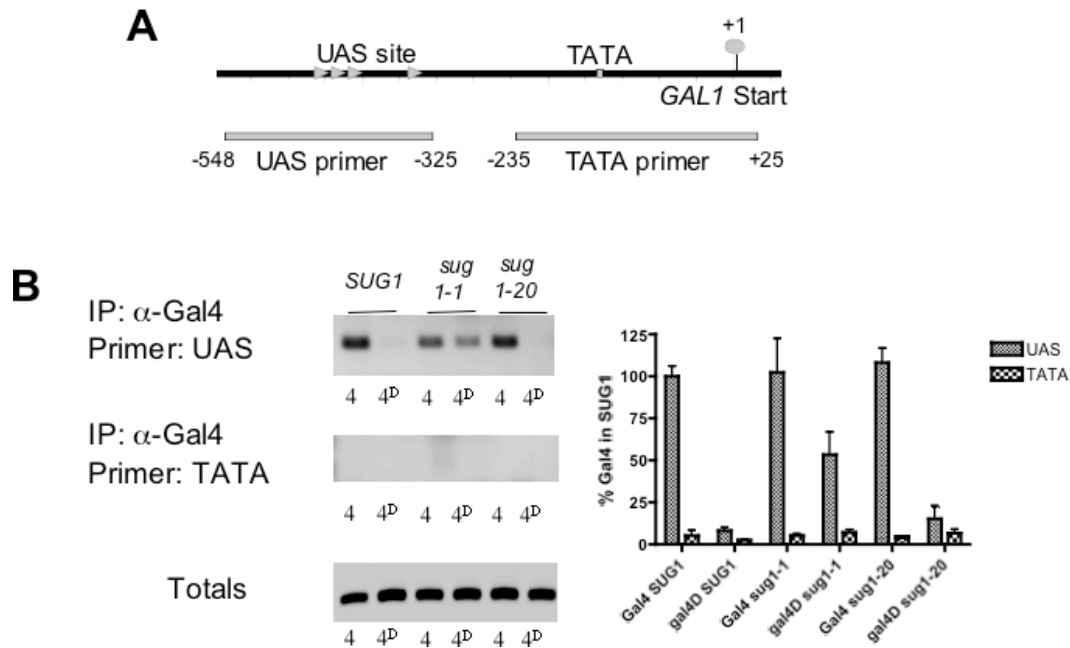 A
UAS site
TATA
+1
GAL1 Start
-548
UAS primer
-325
-235
TATA primer
+25
B
SUG1
sug
1-1
sug
1-20
IP: α-Gal4
Primer: UAS
4 4ᴰ 4 4ᴰ 4 4ᴰ
IP: α-Gal4
Primer: TATA
4 4ᴰ 4 4ᴰ 4 4ᴰ
Totals
4 4ᴰ 4 4ᴰ 4 4ᴰ
% Gal4 in SUG1
125
100
75
50
25
0
Gal4 SUG1
gal4D SUG1
Gal4 sug1-1
gal4D sug1-1
Gal4 sug1-20
gal4D sug1-20
UAS
TATA